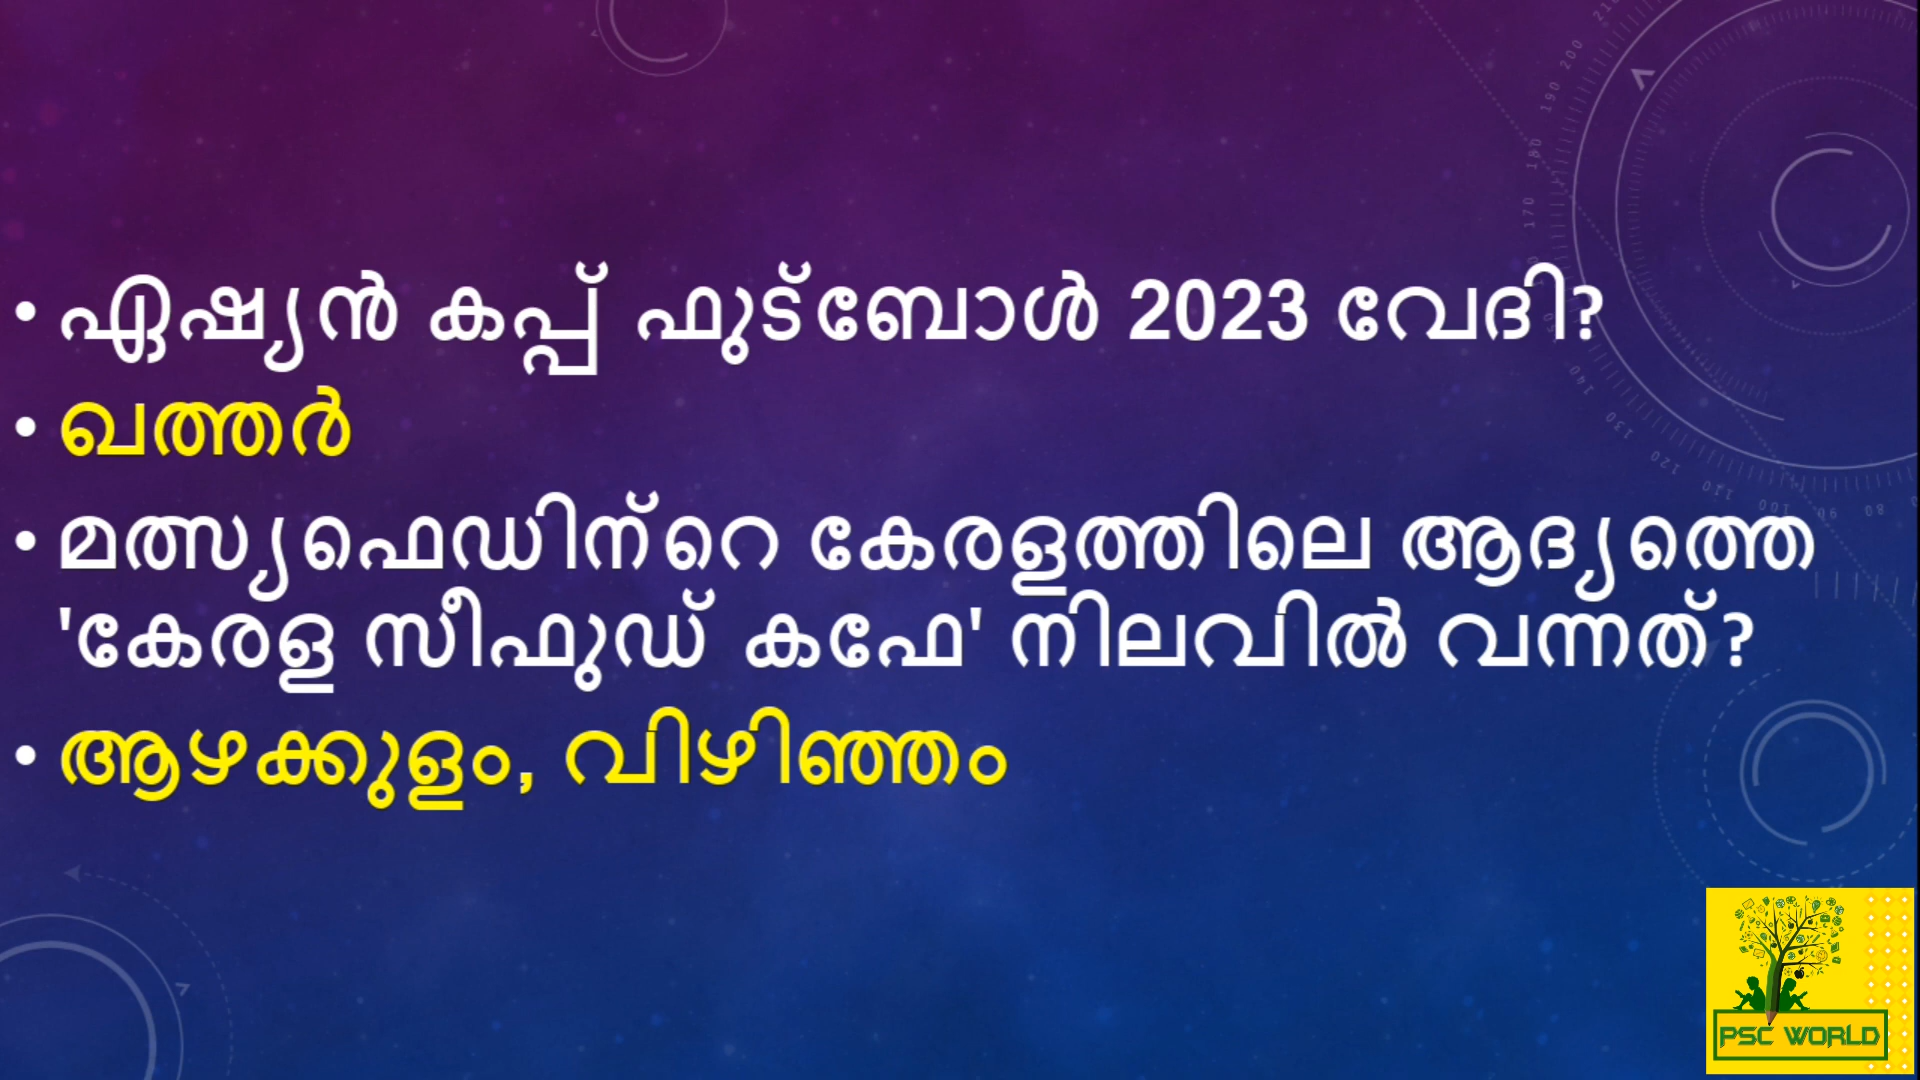 • ഏഷ്യൻ കപ്പ് ഫുട്ബോൾ 2023 വേദി?
• ഖത്തർ
• മത്സ്യഫെഡിന്റെ കേരളത്തിലെ ആദ്യത്തെ
'കേരള സീഫുഡ് കഫേ' നിലവിൽ വന്നത്?
• ആഴക്കുളം, വിഴിഞ്ഞം
PSC WORLD